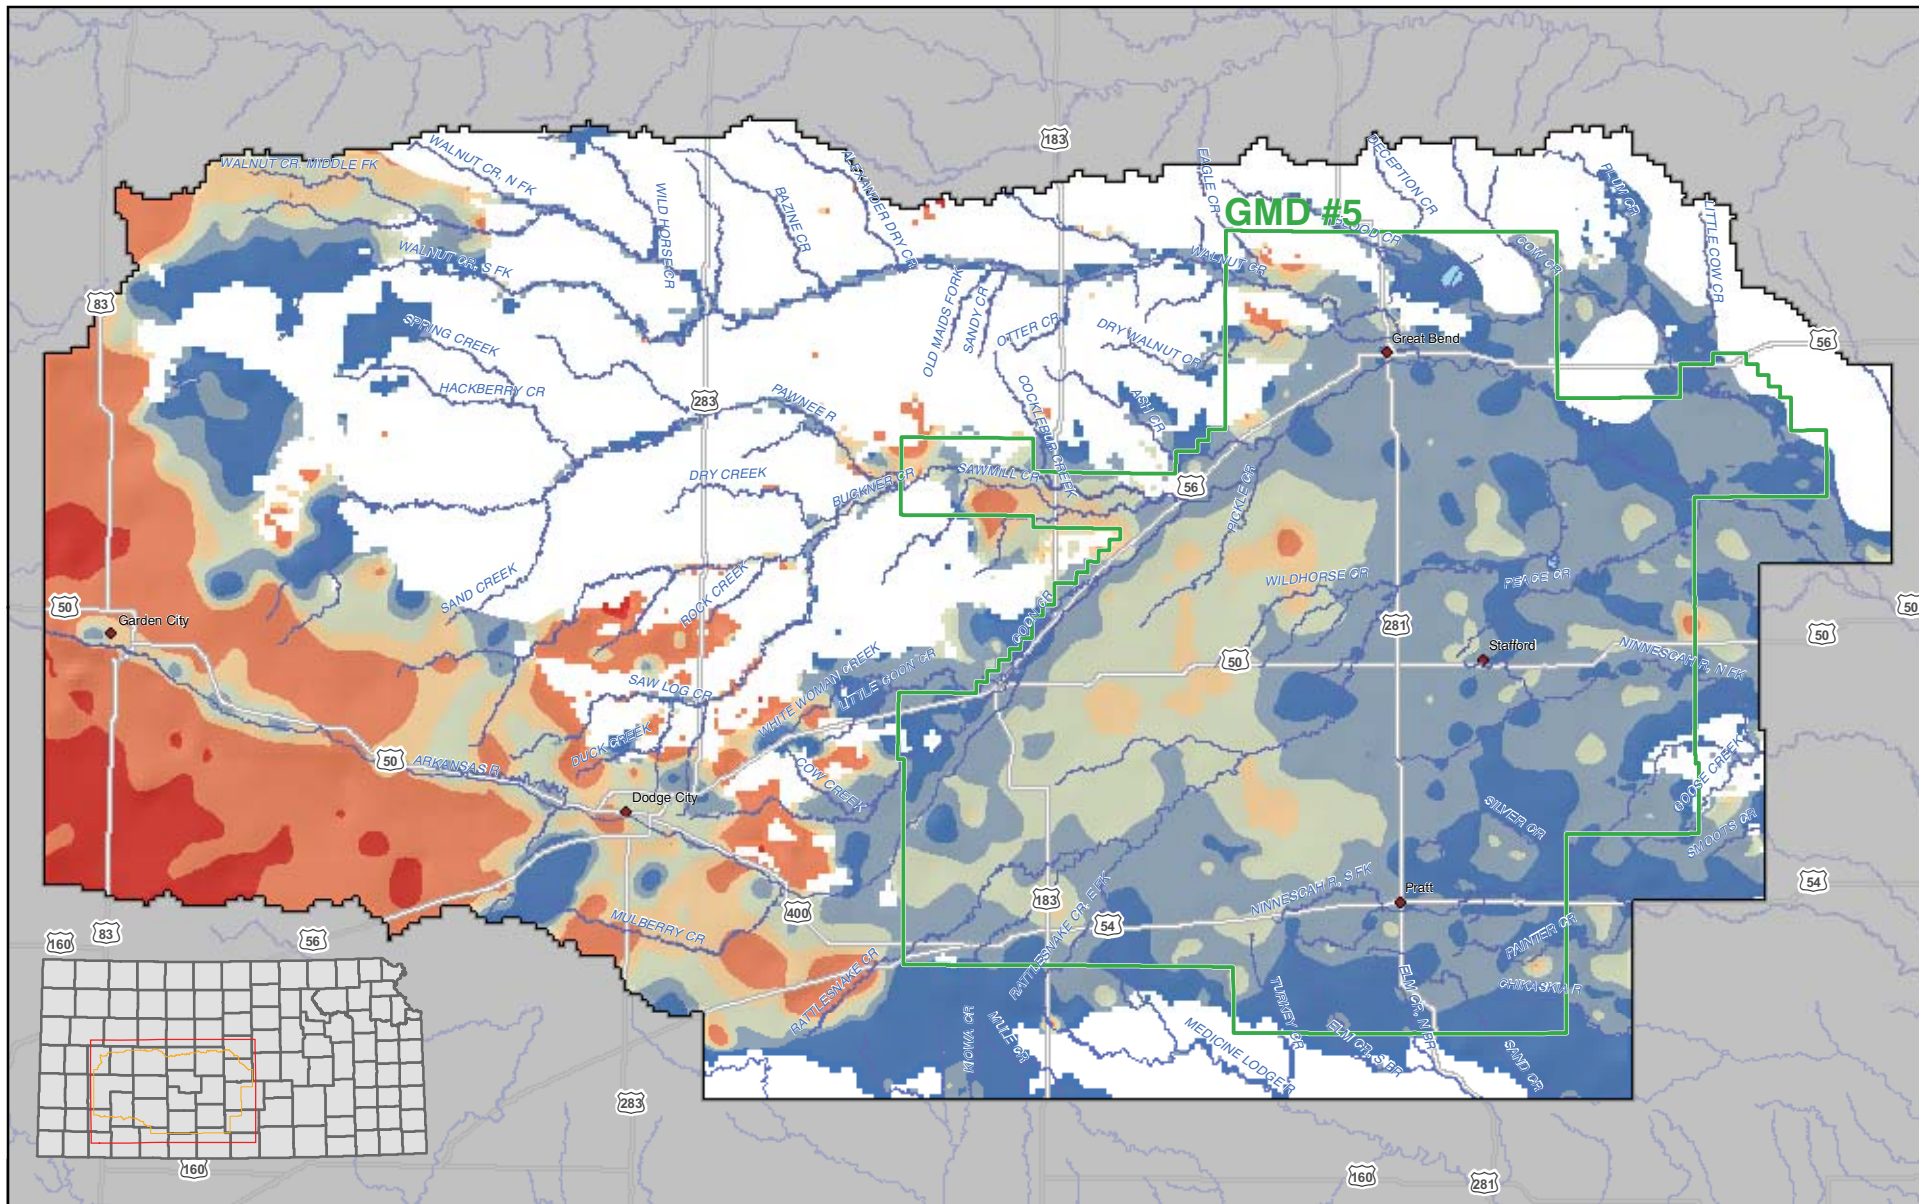 183
WALNUT CR, MIDDLE FK
WALNUT CR, N FK
WILD HORSE CR
BAZINE CR
ALEXANDER DRY CR
EAGLE CR
DECEPTION CR
PLUM CR
LITTLE COW CR
GMD #5
BLOOD CR
COW CR
WALNUT CR
WALNUT CR, S FK
83
SPRING CREEK
HACKBERRY CR
283
PAWNEE R
OLD MAIDS FORK
SANDY CR
OTTER CR
DRY WALNUT CR
ASH CR
COCKLEBUR CREEK
Great Bend
56
DRY CREEK
BUCKNER CR
SAWMILL CR
56
PICKLE CR
SAND CREEK
ROCK CREEK
WILDHORSE CR
PEACE CR
50
Garden City
COON CR
281
50
50
Stafford
50
NINNESCAH R, N FK
SAW LOG CR
WHITE WOMAN CREEK
LITTLE COON CR
DUCK CREEK
COW CREEK
50
ARKANSAS R
Dodge City
GOOSE CREEK
SILVER CR
SMOOTS CR
183
RATTLESNAKE CR, E FK
NINNESCAH R, S FK
Pratt
54
400
54
MULBERRY CR
RATTLESNAKE CR
PAINTER CR
CHIKASKIA R
160
83
56
KIOWA CR
MULE CR
MEDICINE LODGE R
TURKEY CR
ELM CR, S BR
ELM CR, N BR
SAND CR
283
160
160
281